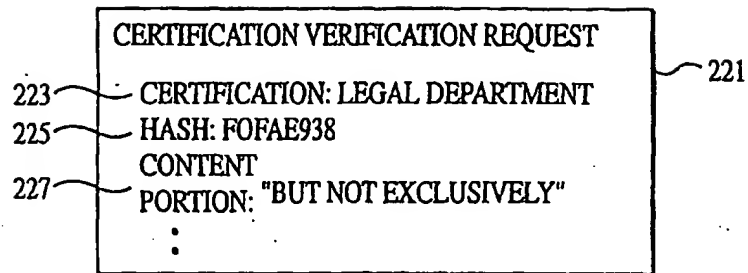 CERTIFICATION VERIFICATION REQUEST
221
223 CERTIFICATION: LEGAL DEPARTMENT
225 HASH: FOFAE938
CONTENT
227 PORTION: "BUT NOT EXCLUSIVELY"
: